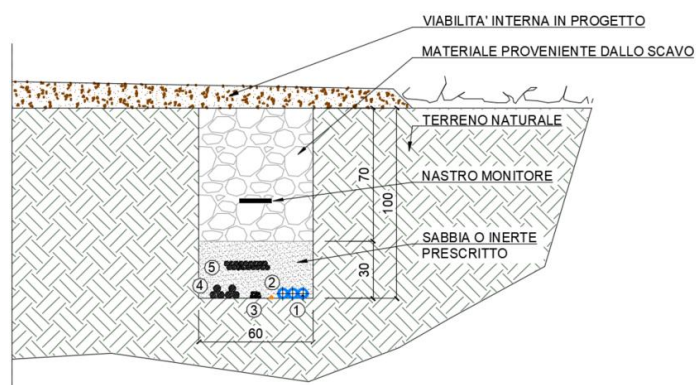 VIABILITA' INTERNA IN PROGETTO
MATERIALE PROVENIENTE DALLO SCAVO
TERRENO NATURALE
70
100
NASTRO MONITORE
SABBIA O INERTE
PRESCRITTO
30
5
2
4
3
1
60